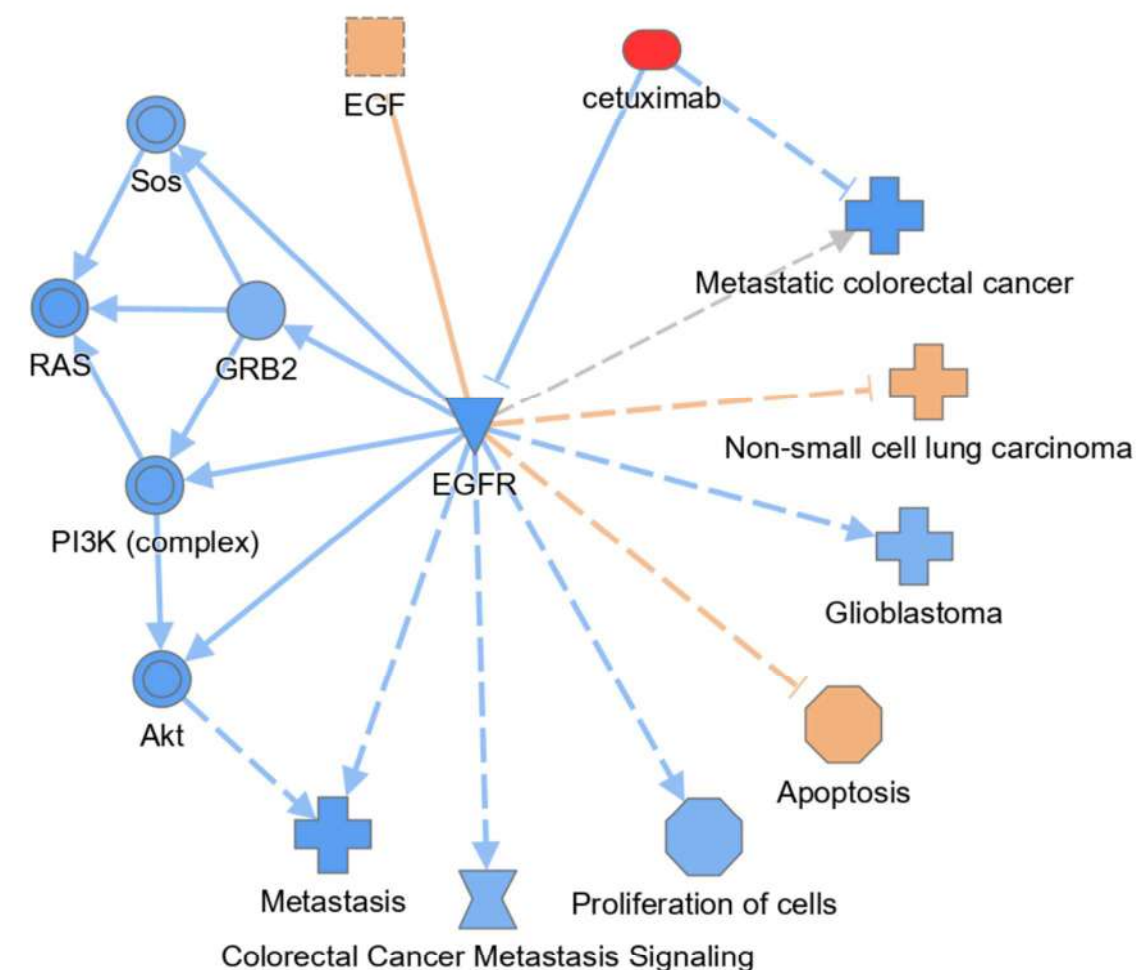 EGF
cetuximab
Sos
Metastatic colorectal cancer
RAS
GRB2
Non-small cell lung carcinoma
EGFR
PI3K (complex)
Glioblastoma
Akt
Apoptosis
Metastasis
Proliferation of cells
Colorectal Cancer Metastasis Signaling